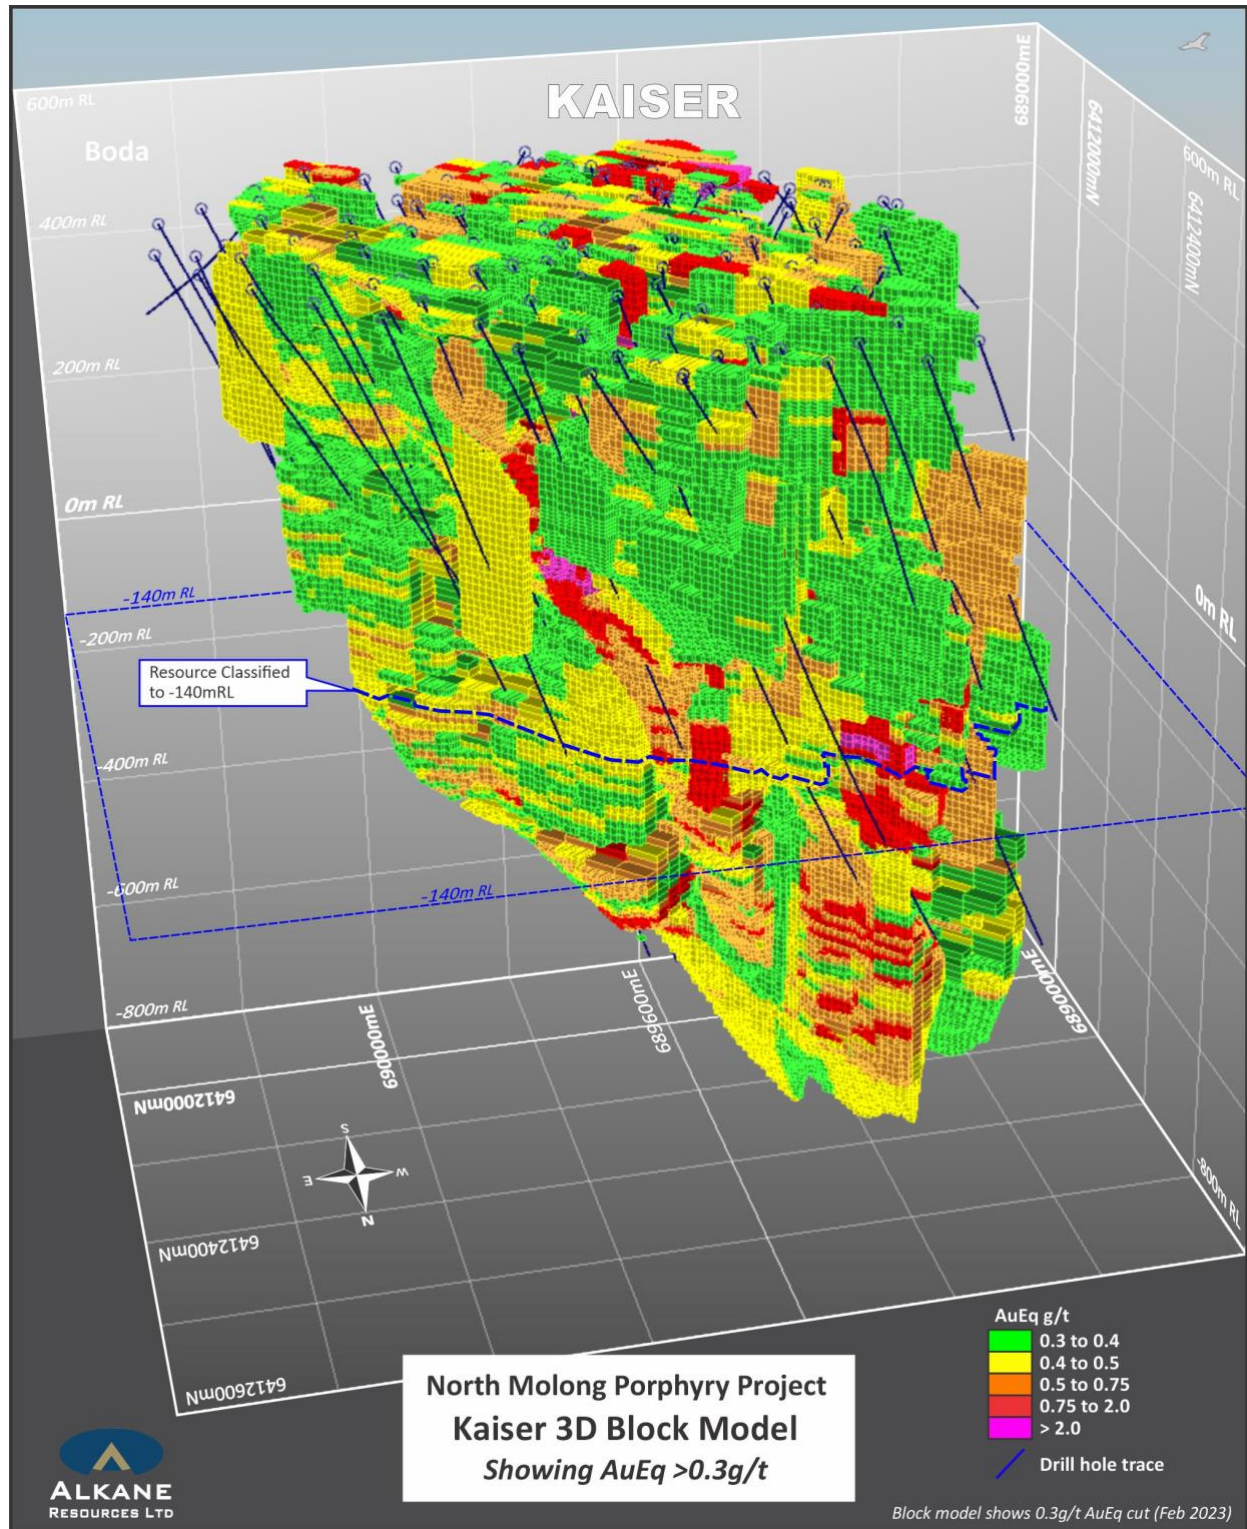 KAISER
Boda
600m RL
400m RL
200m RL
0m RL
-140m RL
-200m RL
Resource Classified
to -140mRL
-400m RL
-600m RL
-140m RL
-800m RL
689000mE
6412000mN
600m RL
6412400mN
0m RL
-800m RL
6412000mN
690000mE
689600mE
689000mE
6412400mN
6412600mN
S
E
W
N
AuEq g/t
0.3 to 0.4
0.4 to 0.5
0.5 to 0.75
0.75 to 2.0
> 2.0
Drill hole trace
North Molong Porphyry Project
Kaiser 3D Block Model
Showing AuEq >0.3g/t
ALKANE
RESOURCES LTD
Block model shows 0.3g/t AuEq cut (Feb 2023)